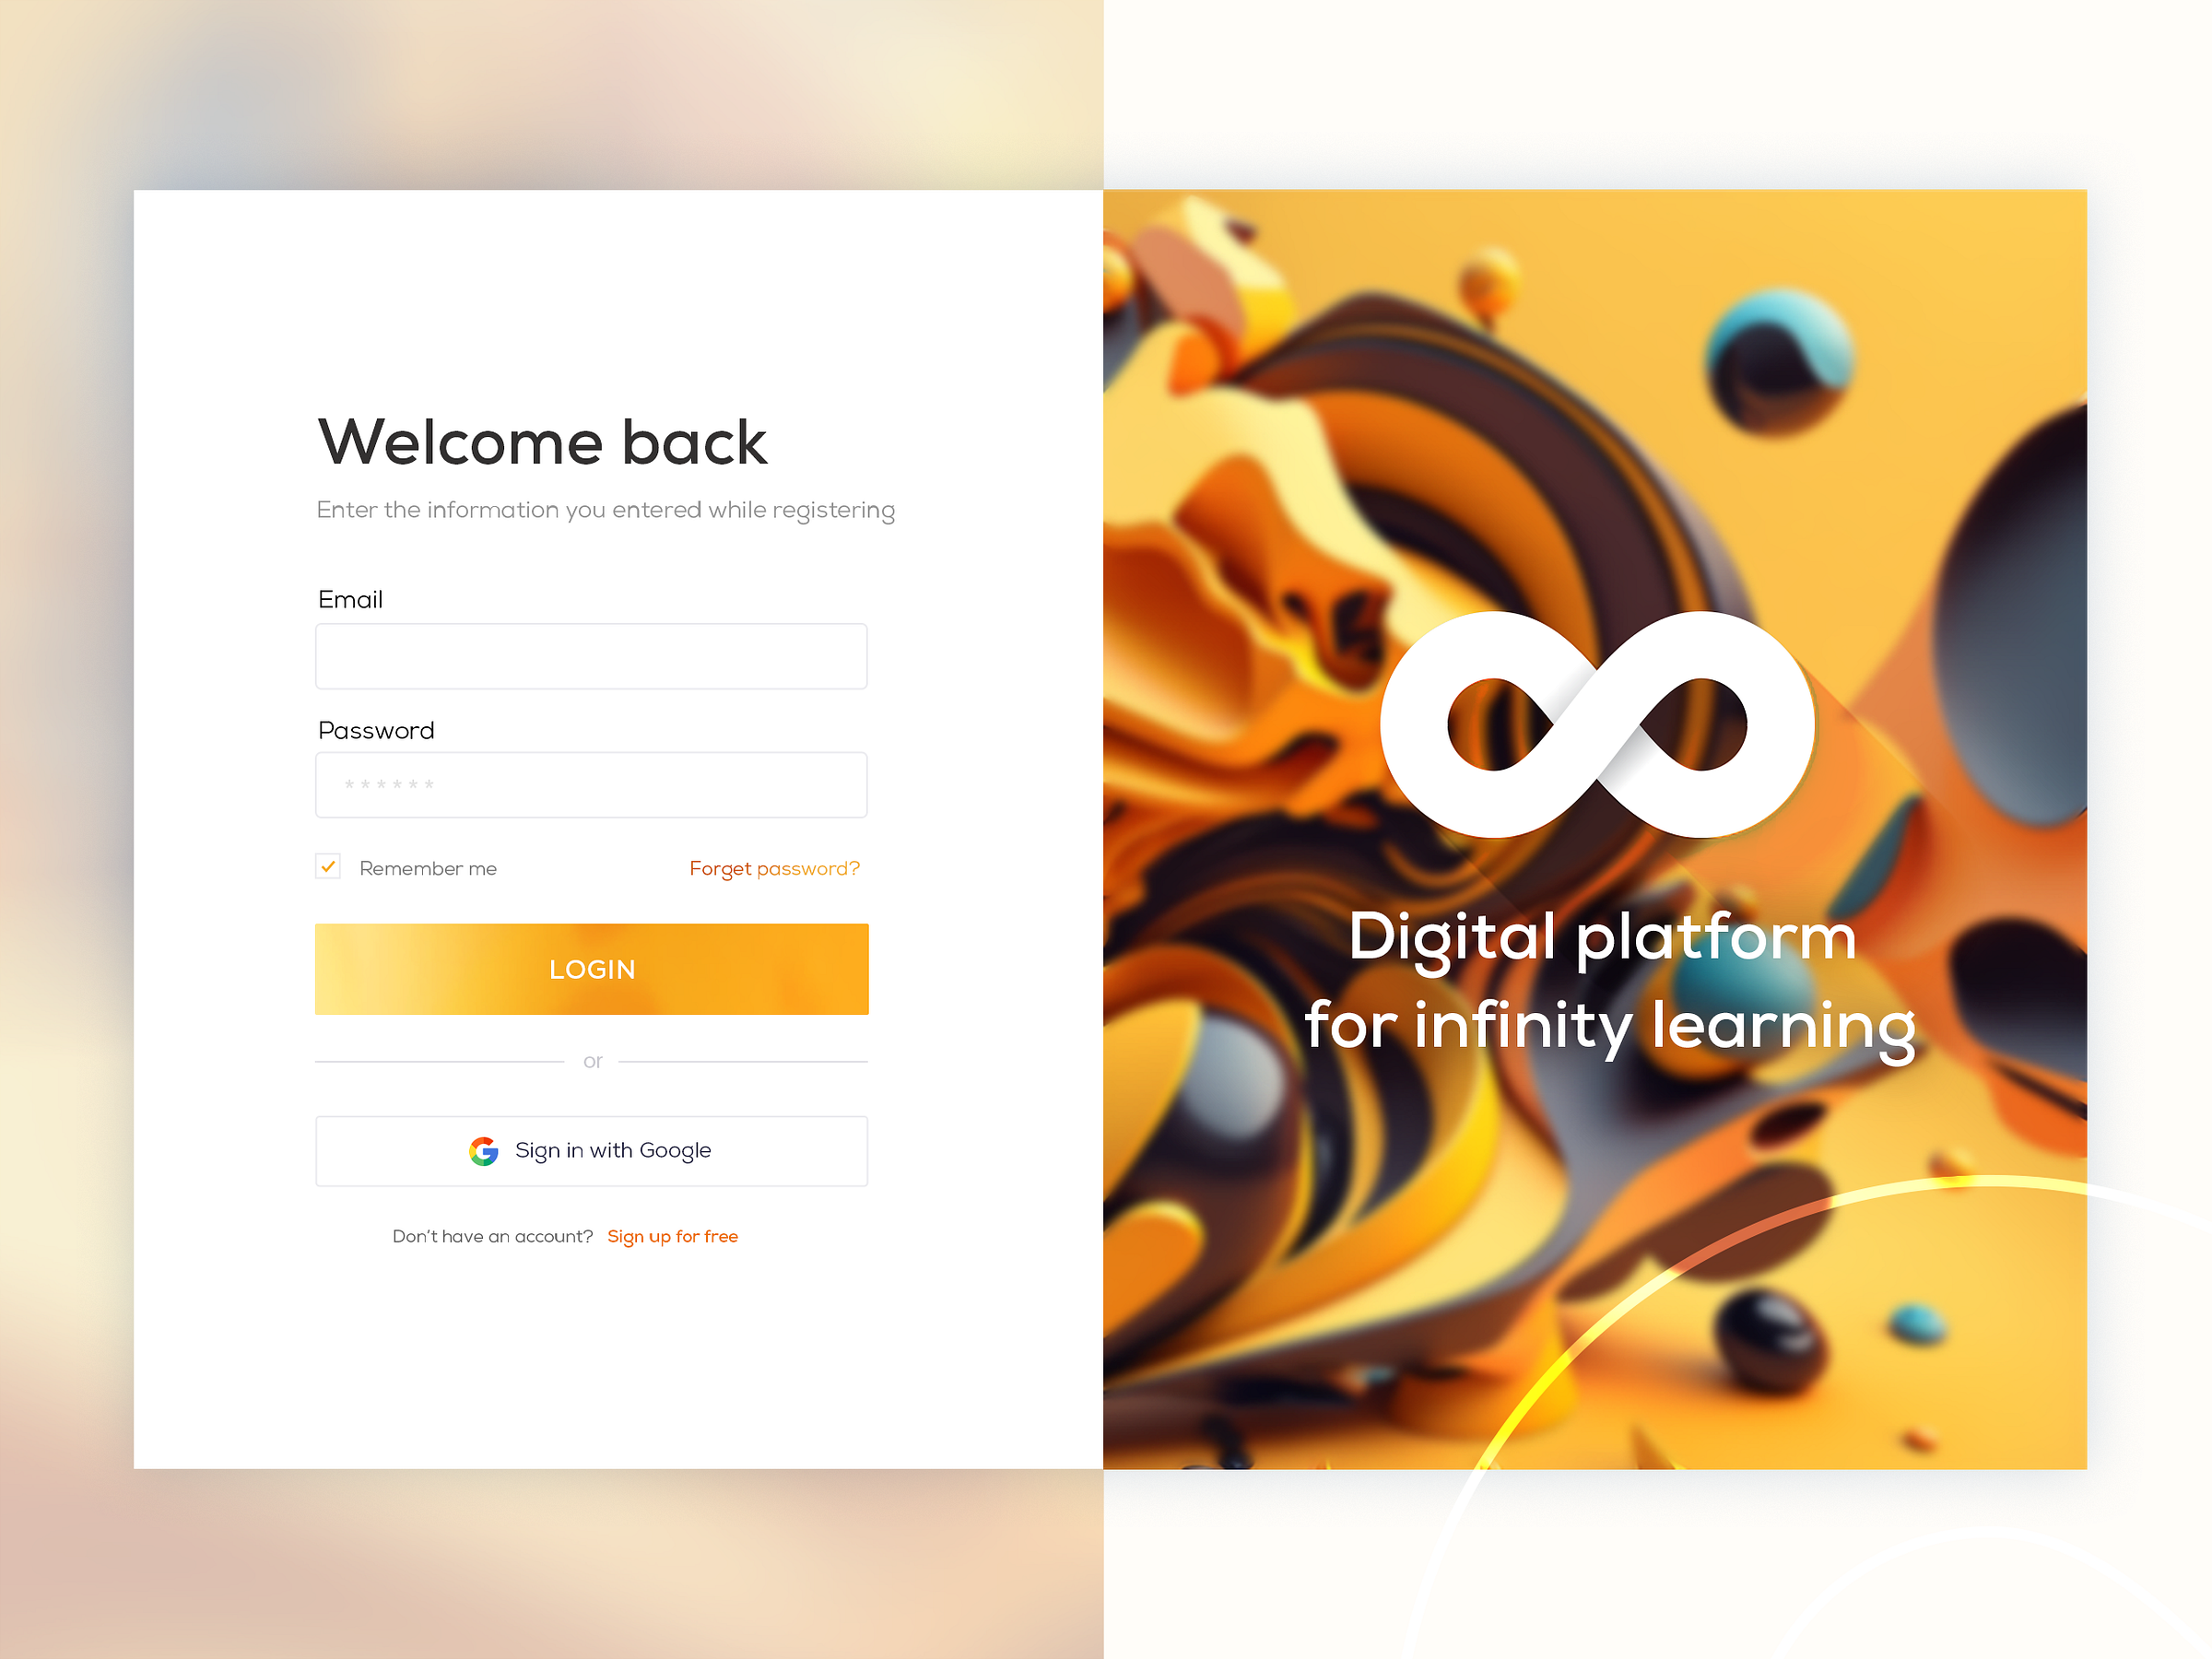 Welcome back
Enter the information you entered while registering
Email
Password
******
Remember me
Forget password?
LOGIN
or
Sign in with Google
Don't have an account? Sign up for free
Digital platform
for infinity learning